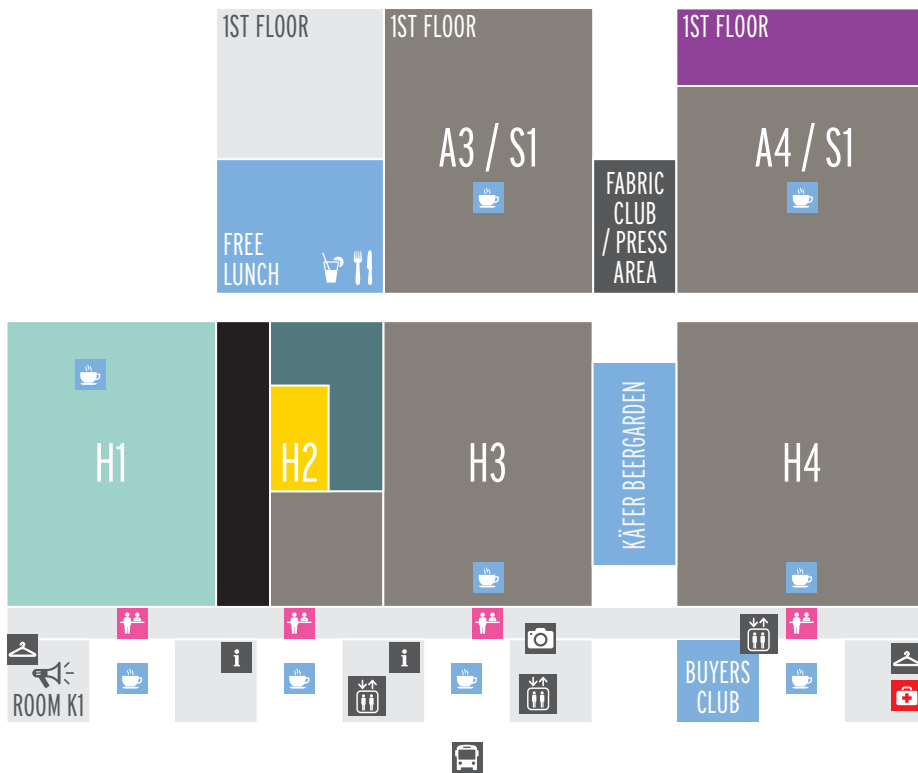 1ST FLOOR
1ST FLOOR
1ST FLOOR
A3 / S1
A4 / S1
FABRIC
CLUB
/ PRESS
AREA
FREE
LUNCH
H1
H2
H3
KÄFER BEERGARDEN
H4
i
i
ROOM K1
BUYERS
CLUB